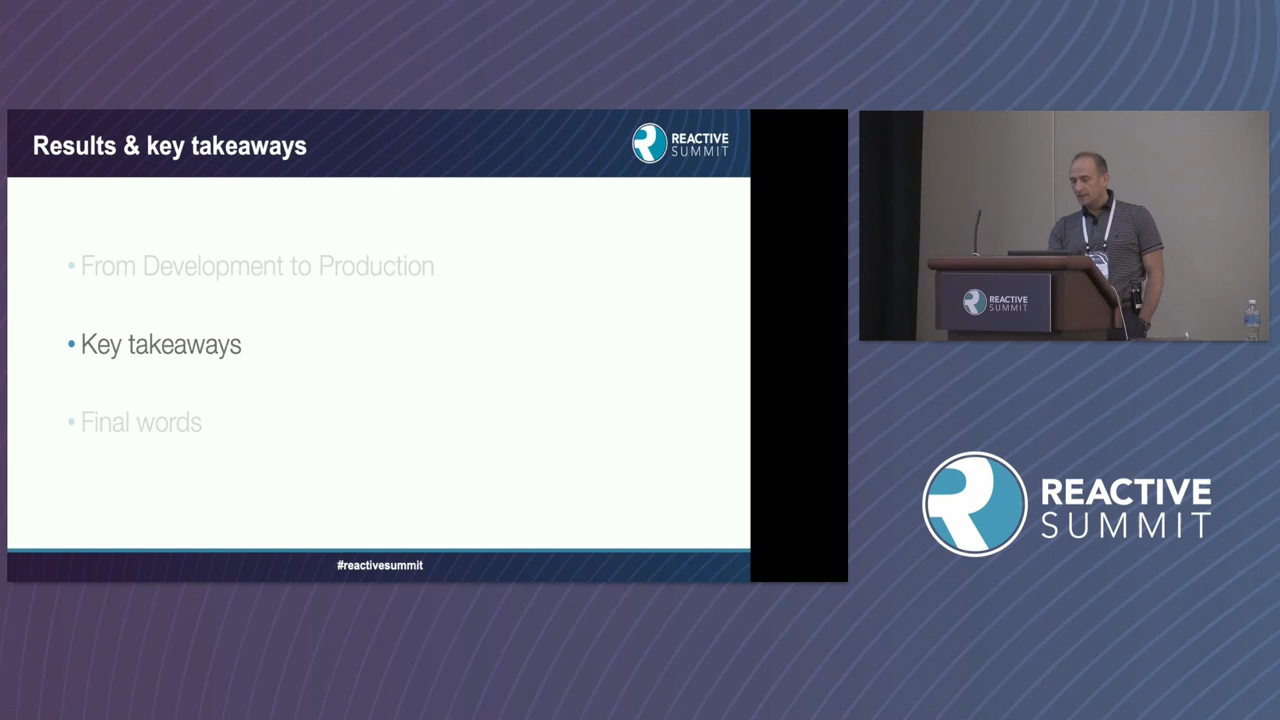 Results & key takeaways
REACTIVE
SUMMIT
• From Development to Production
• Key takeaways
• Final words
#reactivesummit
REACTIVE
SUMMIT
REACTIVE
SUMMIT